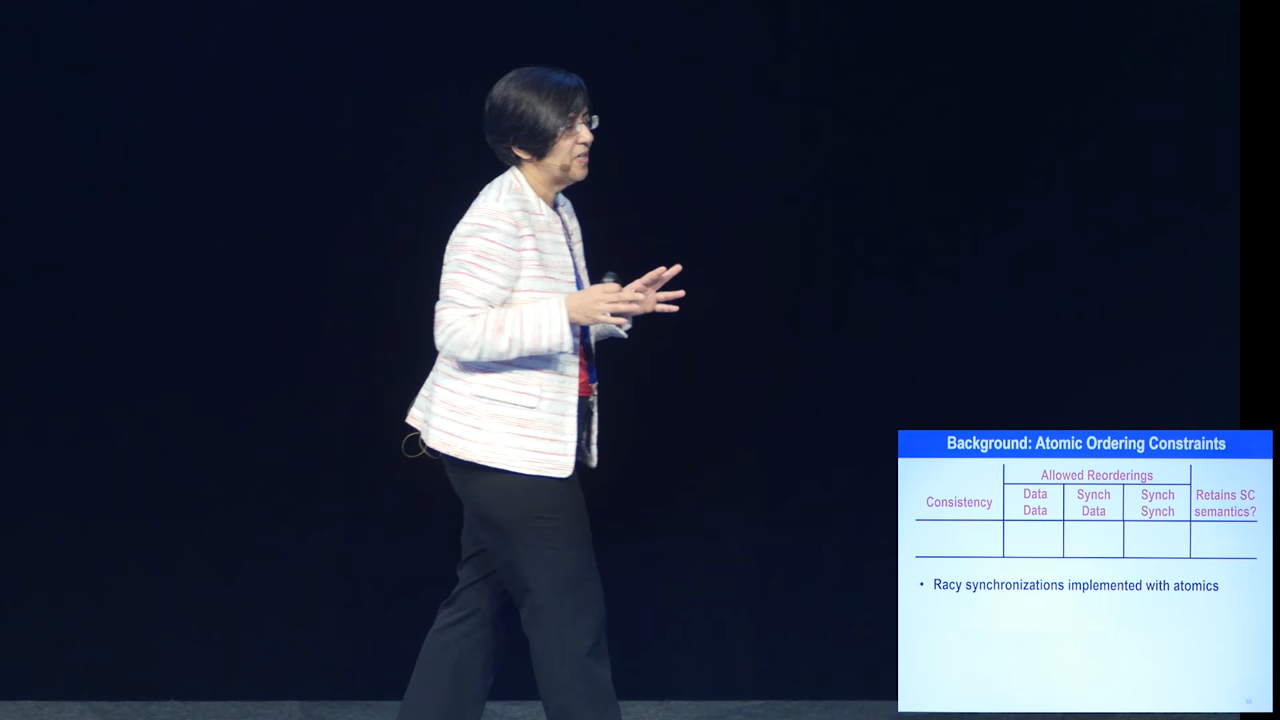 Background: Atomic Ordering Constraints
Allowed Reorderings
Consistency
Data Data
Synch Data
Synch Synch
Retains SC semantics?
• Racy synchronizations implemented with atomics